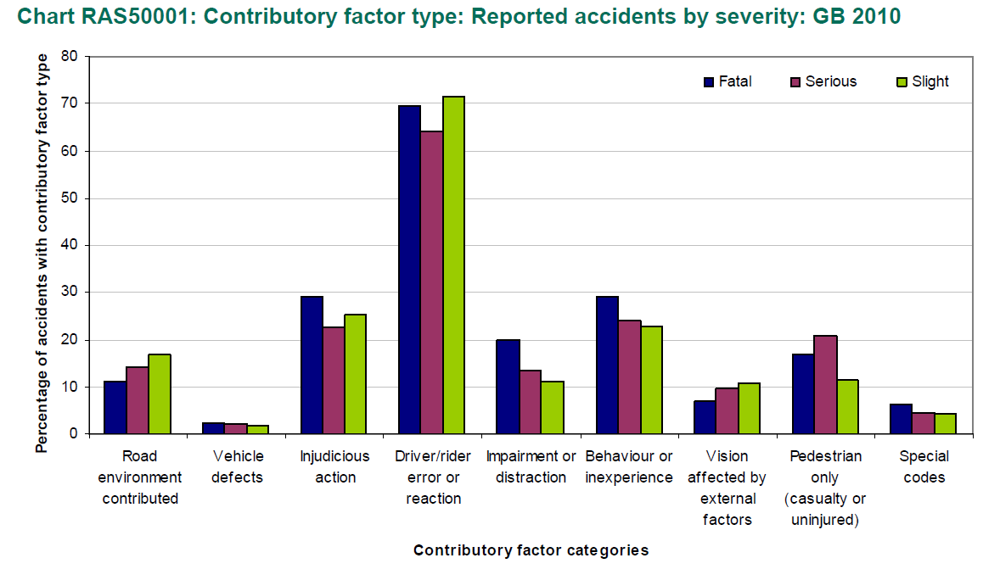 Chart RAS50001: Contributory factor type: Reported accidents by severity: GB 2010
Percentage of accidents with contributory factor type
80
70
60
50
40
30
20
10
0
Fatal Serious Slight
Road environment contributed
Vehicle defects
Injudicious action
Driver/rider error or reaction
Impairment or distraction
Behaviour or inexperience
Vision affected by external factors
Pedestrian only (casualty or uninjured)
Special codes
Contributory factor categories